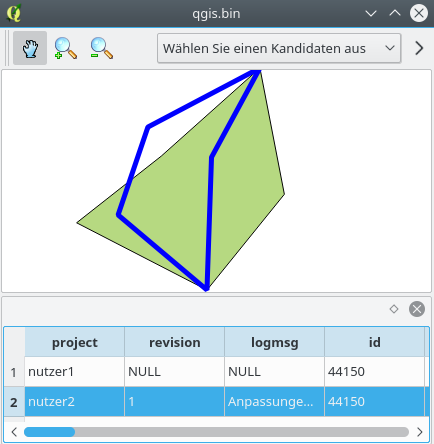 qgis.bin
Wählen Sie einen Kandidaten aus
project revision logmsg id
1 nutzer1 NULL NULL 44150
2 nutzer2 1 Anpassunge... 44150